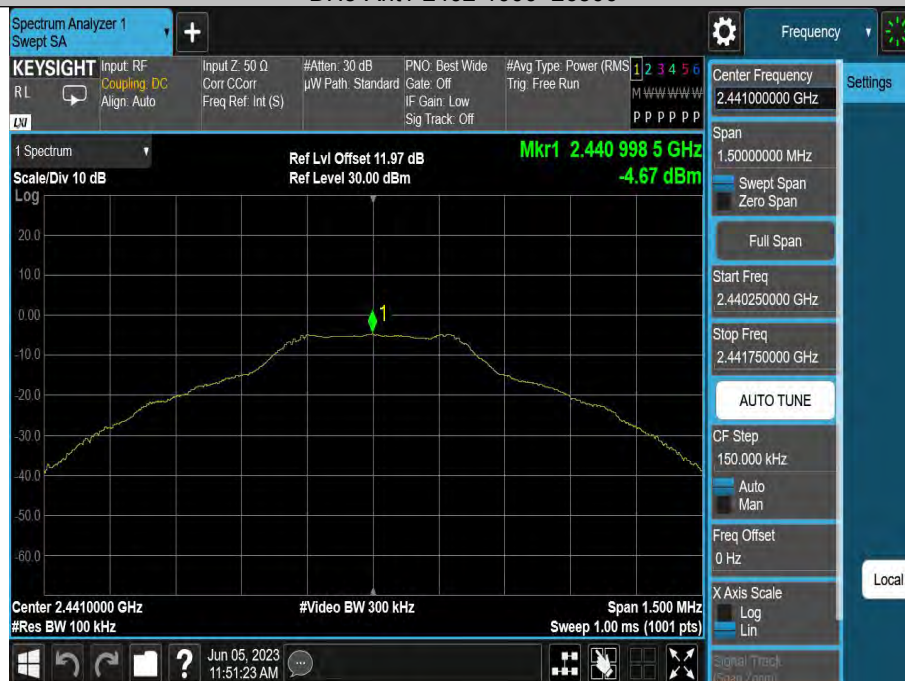 Spectrum Analyzer 1
Swept SA
+
Frequency
KEYSIGHT
RL
LXI
Input: RF
Coupling: DC
Align: Auto
Input Z: 50 Ω
Corr CCorr
Freq Ref: Int (S)
#Atten: 30 dB
µW Path: Standard
PNO: Best Wide
Gate: Off
IF Gain: Low
Sig Track: Off
#Avg Type: Power (RMS
Trig: Free Run
1 2 3 4 5 6
M W W W W W
P P P P P P
Center Frequency
2.441000000 GHz
Settings
Span
1.50000000 MHz
Swept Span
Zero Span
Full Span
Start Freq
2.440250000 GHz
Stop Freq
2.441750000 GHz
AUTO TUNE
CF Step
150.000 kHz
Auto
Man
Freq Offset
0 Hz
X Axis Scale
Log
Lin
Signal Track
(Span Zoom)
Local
1 Spectrum
Scale/Div 10 dB
Log
Ref Lvl Offset 11.97 dB
Ref Level 30.00 dBm
Mkr1 2.440 998 5 GHz
-4.67 dBm
20.0
10.0
0.00
-10.0
-20.0
-30.0
-40.0
-50.0
-60.0
1
Center 2.4410000 GHz
#Res BW 100 kHz
#Video BW 300 kHz
Span 1.500 MHz
Sweep 1.00 ms (1001 pts)
?
Jun 05, 2023
11:51:23 AM